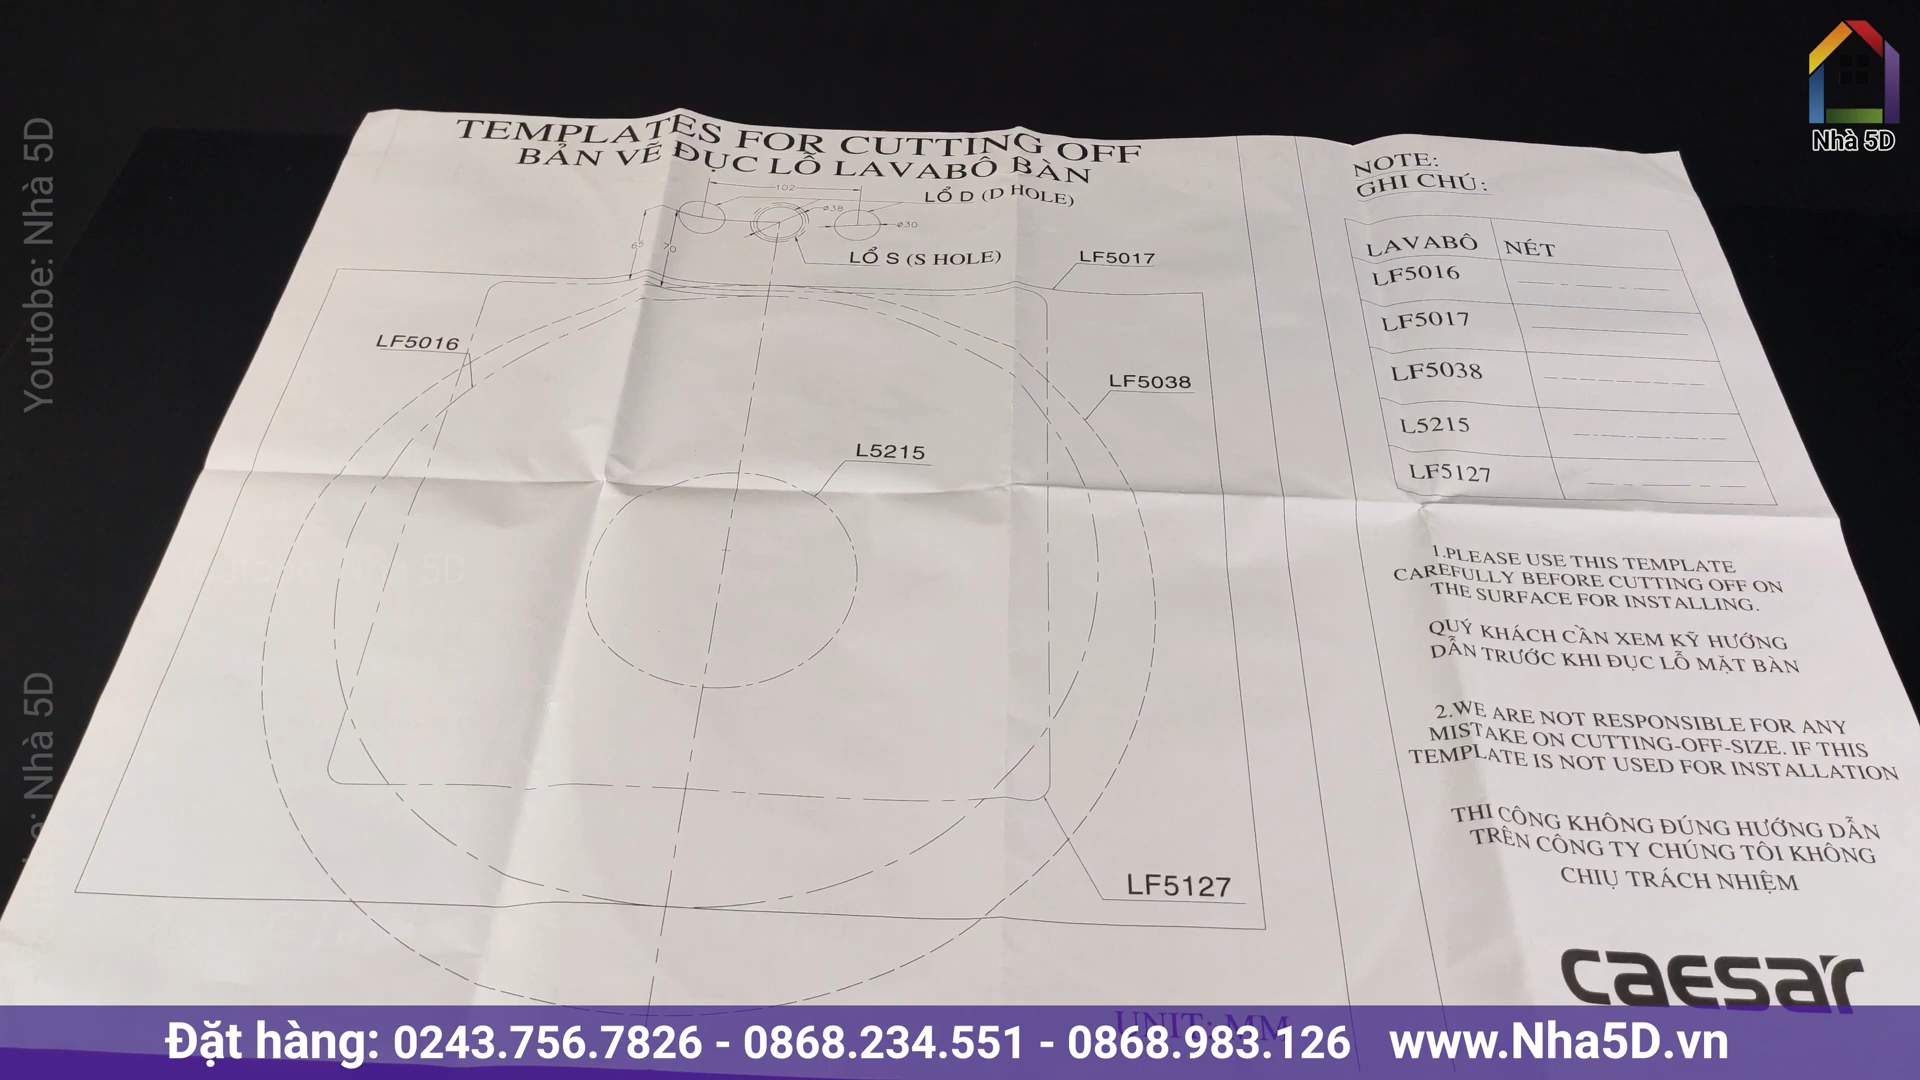 Nhà 5D
Youtobe: Nhà 5D
TEMPLATES FOR CUTTING OFF
BẢN VẼ ĐỤC LỖ LAVABÔ BÀN
102
LỔ D (D HOLE)
ø38
ø30
65
70
LỔ S (S HOLE)
LF5017
LF5016
LF5038
L5215
LF5127
NOTE:
GHI CHÚ:
LAVABÔ NÉT
LF5016
LF5017
LF5038
L5215
LF5127
1.PLEASE USE THIS TEMPLATE
CAREFULLY BEFORE CUTTING OFF ON
THE SURFACE FOR INSTALLING.
QUÝ KHÁCH CẦN XEM KỸ HƯỚNG
DẪN TRƯỚC KHI ĐỤC LỖ MẶT BÀN
2.WE ARE NOT RESPONSIBLE FOR ANY
MISTAKE ON CUTTING-OFF-SIZE. IF THIS
TEMPLATE IS NOT USED FOR INSTALLATION
THI CÔNG KHÔNG ĐÚNG HƯỚNG DẪN
TRÊN CÔNG TY CHÚNG TÔI KHÔNG
CHIỤ TRÁCH NHIỆM
caesar
UNIT: MM
Youtobe: Nhà 5D
: Nhà 5D
Đặt hàng: 0243.756.7826 - 0868.234.551 - 0868.983.126 www.Nha5D.vn